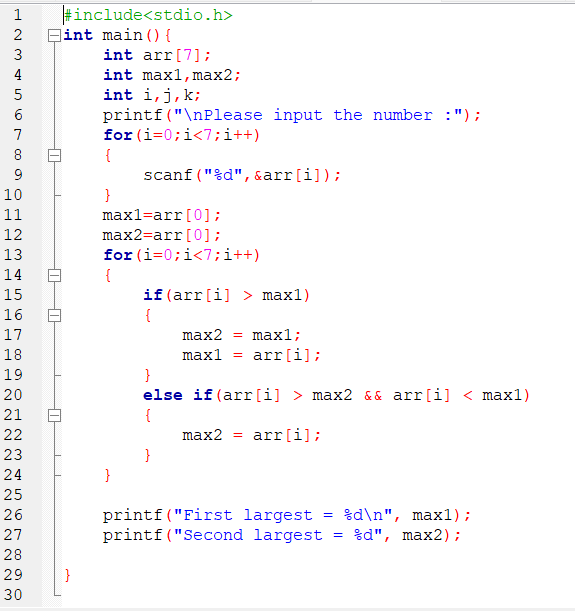 1 #include<stdio.h>
2 int main(){
3     int arr[7];
4     int max1,max2;
5     int i,j,k;
6     printf("\nPlease input the number :");
7     for(i=0;i<7;i++)
8     {
9         scanf("%d",&arr[i]);
10     }
11     max1=arr[0];
12     max2=arr[0];
13     for(i=0;i<7;i++)
14     {
15         if(arr[i] > max1)
16         {
17             max2 = max1;
18             max1 = arr[i];
19         }
20         else if(arr[i] > max2 && arr[i] < max1)
21         {
22             max2 = arr[i];
23         }
24     }
25
26     printf("First largest = %d\n", max1);
27     printf("Second largest = %d", max2);
28
29 }
30